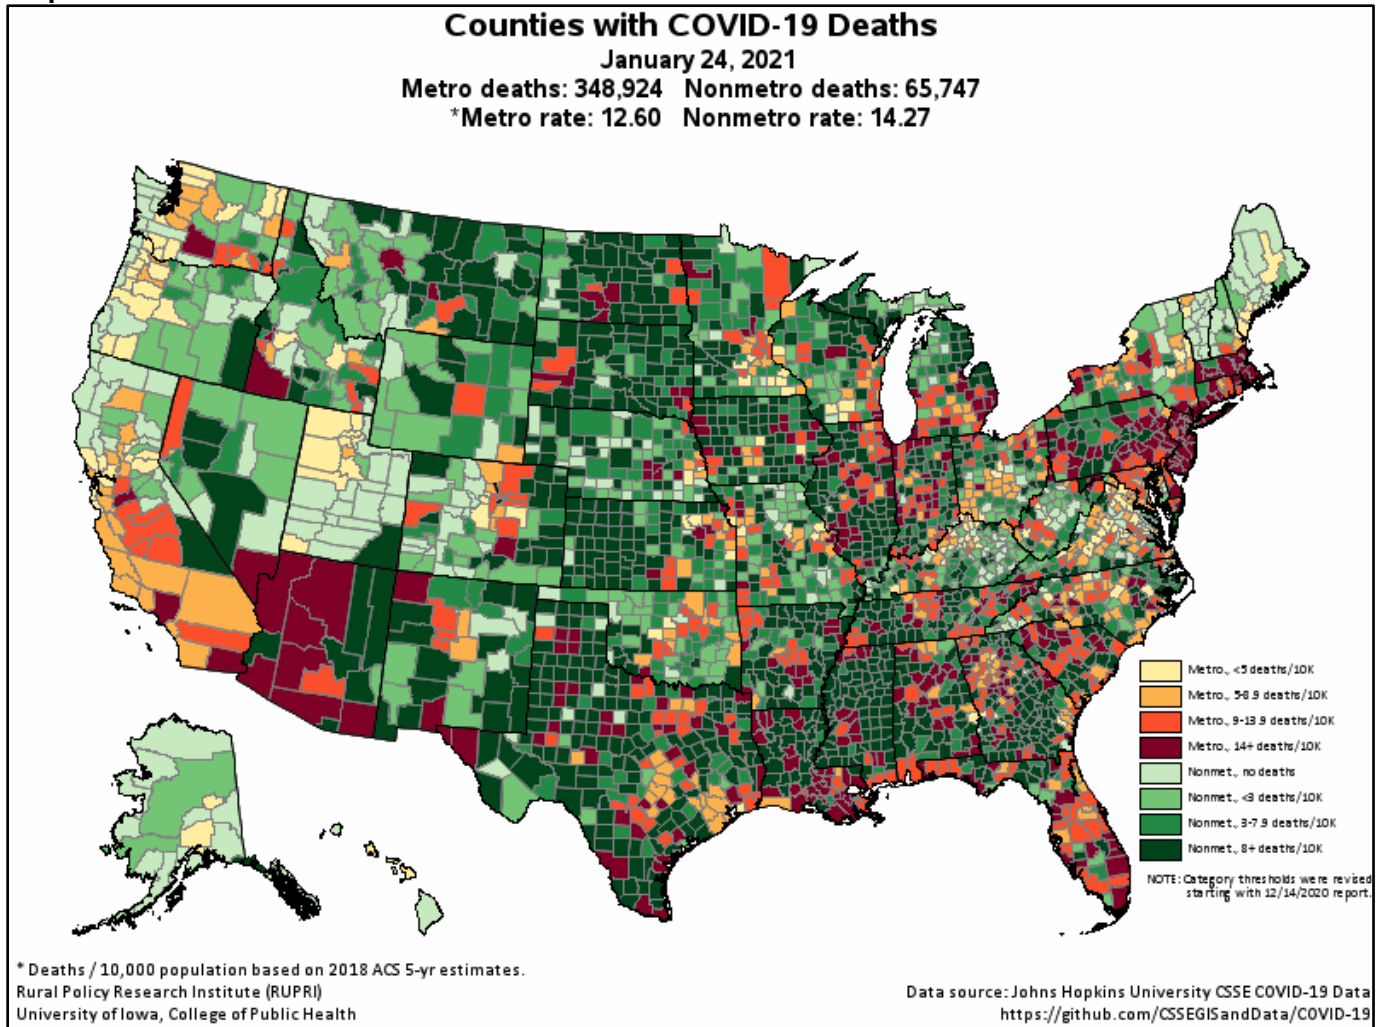 Counties with COVID-19 Deaths
January 24, 2021
Metro deaths: 348,924 Nonmetro deaths: 65,747
*Metro rate: 12.60 Nonmetro rate: 14.27
Metro., <5 deaths/10K
Metro., 5-8.9 deaths/10K
Metro., 9-13.9 deaths/10K
Metro., 14+ deaths/10K
Nonmet., no deaths
Nonmet., <3 deaths/10K
Nonmet., 3-7.9 deaths/10K
Nonmet., 8+ deaths/10K
NOTE: Category thresholds were revised
starting with 12/14/2020 report.
* Deaths / 10,000 population based on 2018 ACS 5-yr estimates.
Rural Policy Research Institute (RUPRI)
University of Iowa, College of Public Health
Data source: Johns Hopkins University CSSE COVID-19 Data
https://github.com/CSSEGISandData/COVID-19